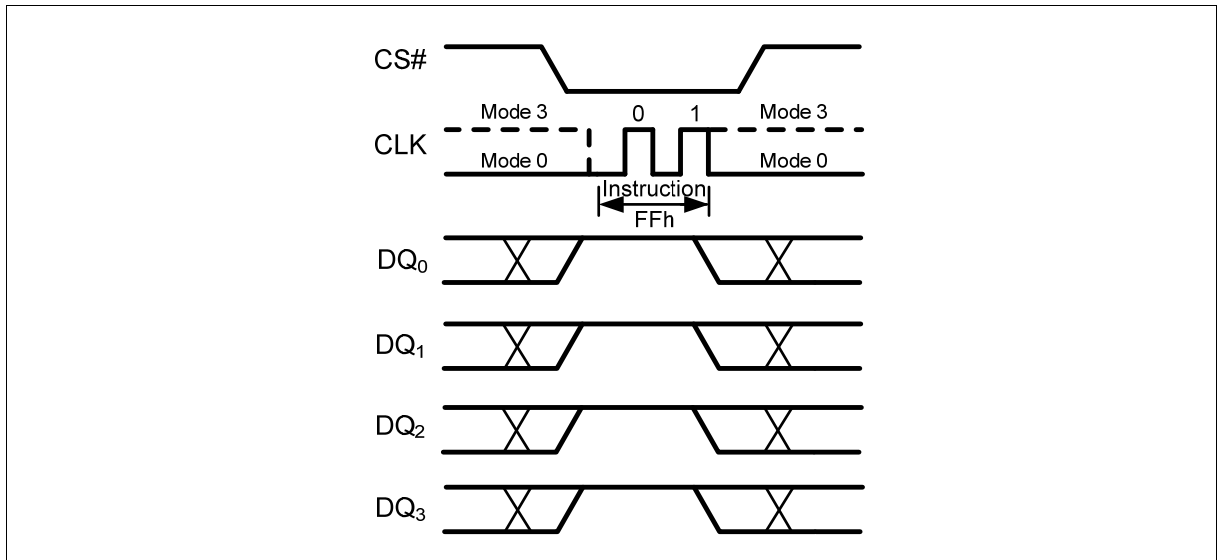 CS#
Mode 3 0 1 Mode 3
CLK
Mode 0 Mode 0
Instruction
FFh
DQ₀
DQ₁
DQ₂
DQ₃